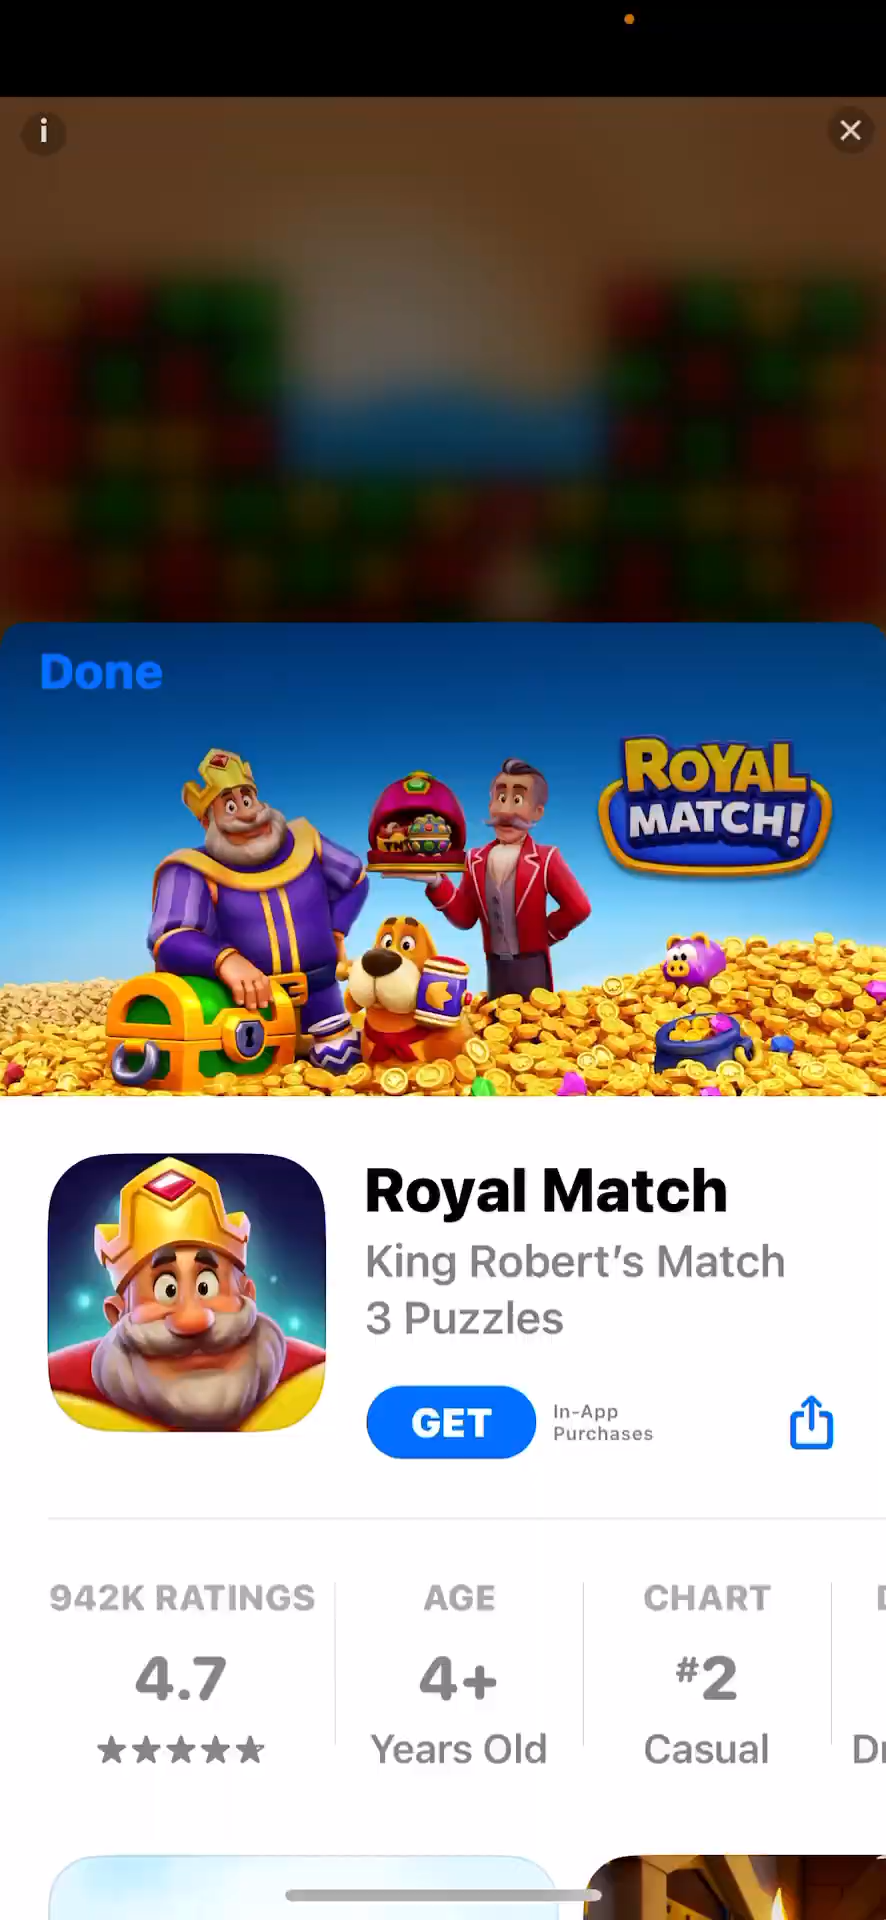 i
Done
ROYAL
MATCH!
TNT
Royal Match
King Robert's Match
3 Puzzles
GET
In-App
Purchases
942K RATINGS
AGE
CHART
4.7
4+
#2
★★★★★
Years Old
Casual